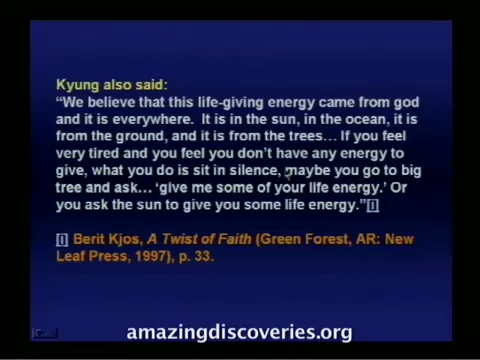 Kyung also said:
“We believe that this life-giving energy came from god
and it is everywhere. It is in the sun, in the ocean, it is
from the ground, and it is from the trees… If you feel
very tired and you feel you don’t have any energy to
give, what you do is sit in silence, maybe you go to big
tree and ask… ‘give me some of your life energy.’ Or
you ask the sun to give you some life energy.”[i]
[i] Berit Kjos, A Twist of Faith (Green Forest, AR: New
Leaf Press, 1997), p. 33.
amazingdiscoveries.org